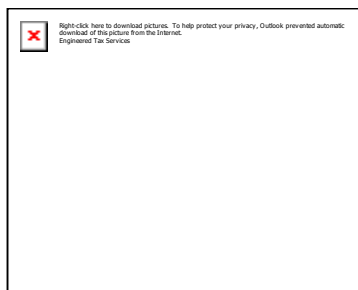 Right-click here to download pictures. To help protect your privacy, Outlook prevented automatic
download of this picture from the Internet.
Engineered Tax Services